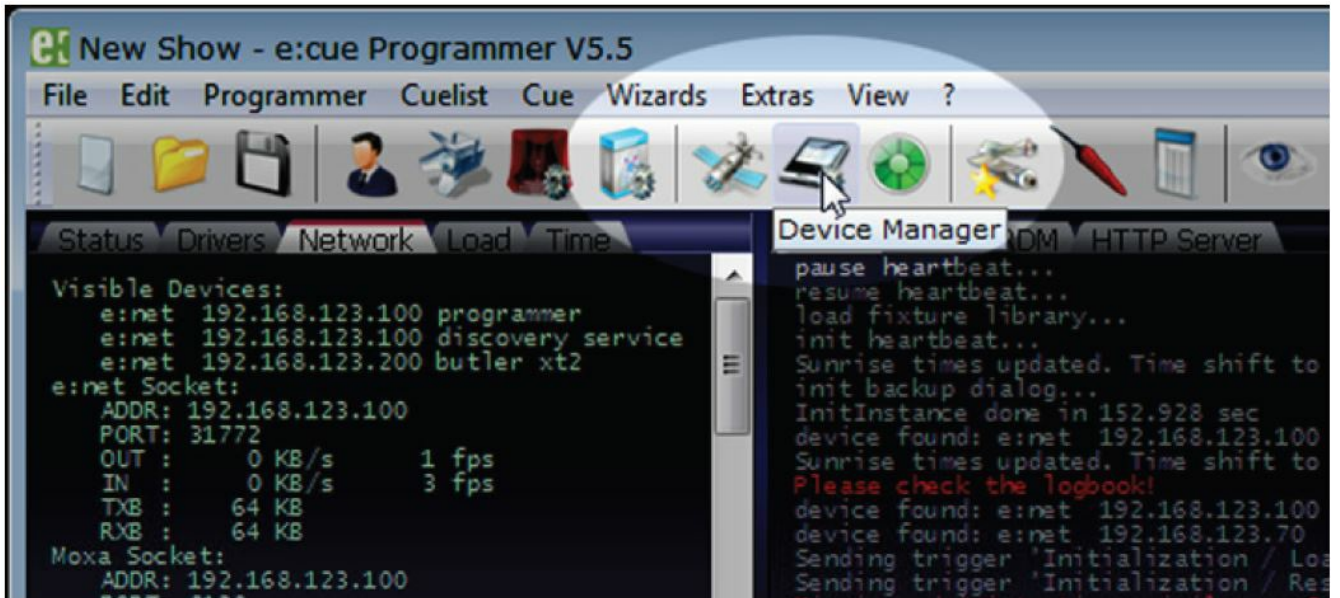 e: New Show - e:cue Programmer V5.5
File Edit Programmer Cuelist Cue Wizards Extras View ?
Device Manager
Status Drivers Network Load Time
RDM HTTP Server
Visible Devices:
e:net 192.168.123.100 programmer
e:net 192.168.123.100 discovery service
e:net 192.168.123.200 butler xt2
e:net Socket:
ADDR: 192.168.123.100
PORT: 31772
OUT : 0 KB/s 1 fps
IN : 0 KB/s 3 fps
TXB : 64 KB
RXB : 64 KB
Moxa Socket:
ADDR: 192.168.123.100
pause heartbeat...
resume heartbeat...
load fixture library...
init heartbeat...
Sunrise times updated. Time shift to
init backup dialog...
InitInstance done in 152.928 sec
device found: e:net 192.168.123.100
Sunrise times updated. Time shift to
Please check the logbook!
device found: e:net 192.168.123.100
device found: e:net 192.168.123.70
Sending trigger 'Initialization / Loa
Sending trigger 'Initialization / Res